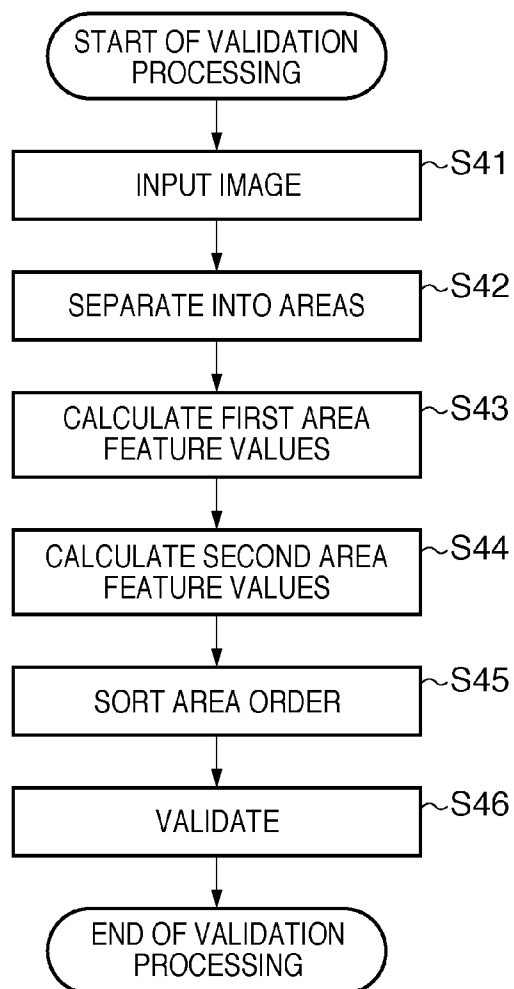 START OF VALIDATION
PROCESSING
INPUT IMAGE
S41
SEPARATE INTO AREAS
S42
CALCULATE FIRST AREA
FEATURE VALUES
S43
CALCULATE SECOND AREA
FEATURE VALUES
S44
SORT AREA ORDER
S45
VALIDATE
S46
END OF VALIDATION
PROCESSING